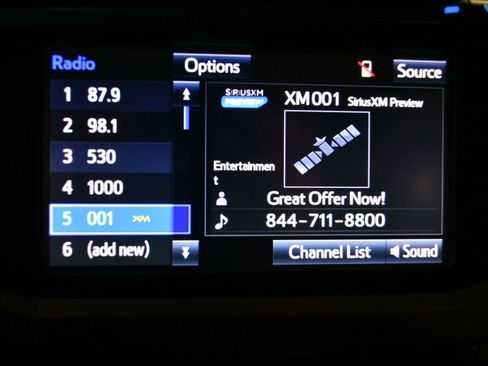 Radio
Options
Source
1 87.9
2 98.1
3 530
4 1000
5 001 XM
6 (add new)
SIRIUSXM
PREVIEW
XM001 SiriusXM Preview
Entertainmen
t
Great Offer Now!
844-711-8800
Channel List
Sound